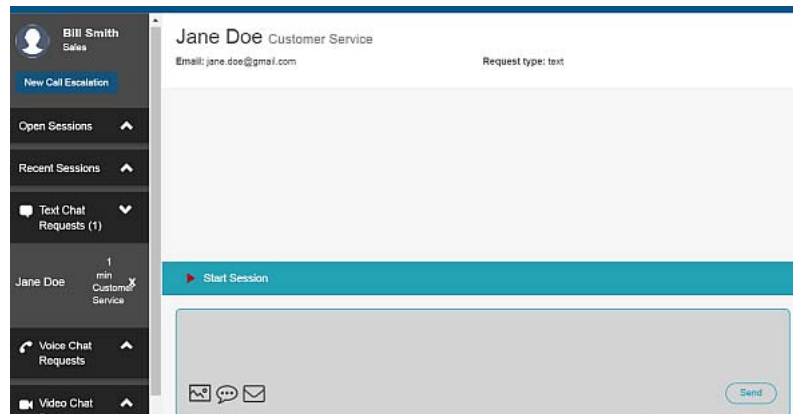 Bill Smith
Sales
New Call Escalation
Open Sessions
Recent Sessions
Text Chat
Requests (1)
Jane Doe
1
min
Customer
Service
X
Voice Chat
Requests
Video Chat
Jane Doe Customer Service
Email: jane.doe@gmail.com
Request type: text
Start Session
Send